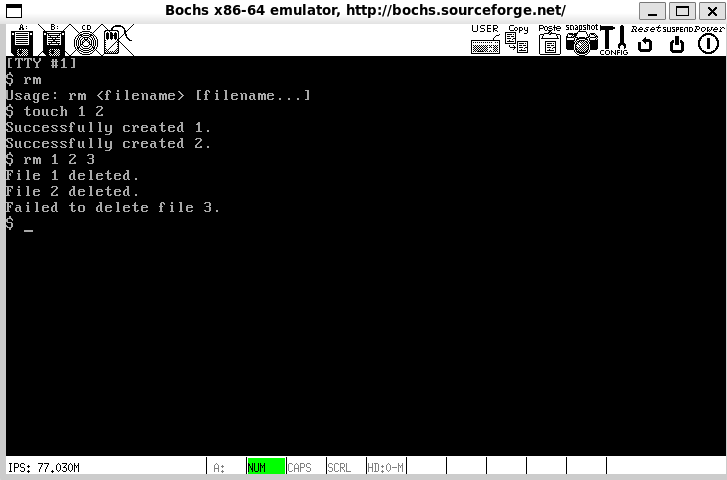 Bochs x86-64 emulator, http://bochs.sourceforge.net/
A: B: CD USER Copy Paste snapshot CONFIG Reset SUSPEND Power
[TTY #1]
$ rm
Usage: rm <filename> [filename...]
$ touch 1 2
Successfully created 1.
Successfully created 2.
$ rm 1 2 3
File 1 deleted.
File 2 deleted.
Failed to delete file 3.
$ _
IPS: 77.030M A: NUM CAPS SCRL HD:0-M